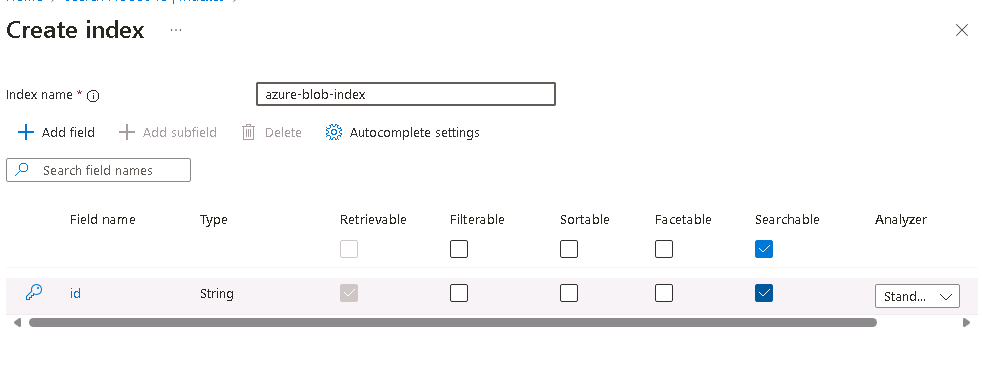 Create index ...
Index name * azure-blob-index
Add field Add subfield Delete Autocomplete settings
Search field names
Field name Type Retrievable Filterable Sortable Facetable Searchable Analyzer
id String Stand...